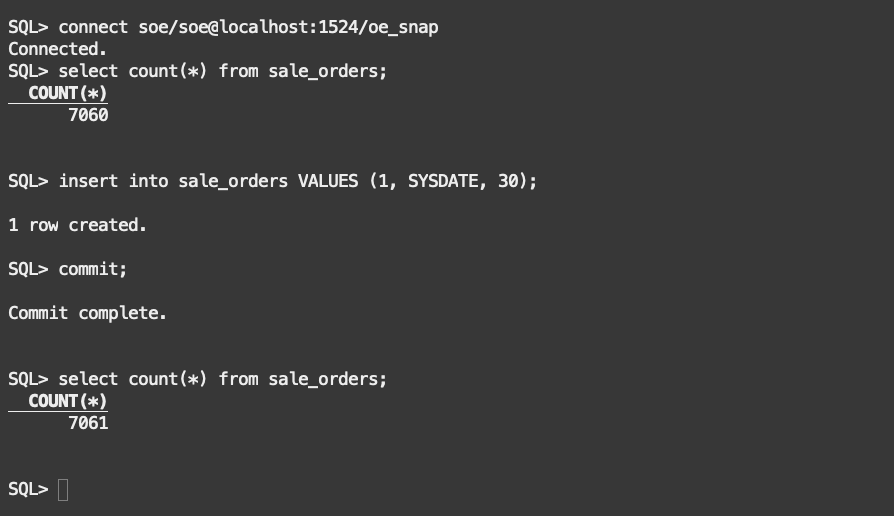 SQL> connect soe/soe@localhost:1524/oe_snap
Connected.
SQL> select count(*) from sale_orders;
COUNT(*)
7060
SQL> insert into sale_orders VALUES (1, SYSDATE, 30);
1 row created.
SQL> commit;
Commit complete.
SQL> select count(*) from sale_orders;
COUNT(*)
7061
SQL>